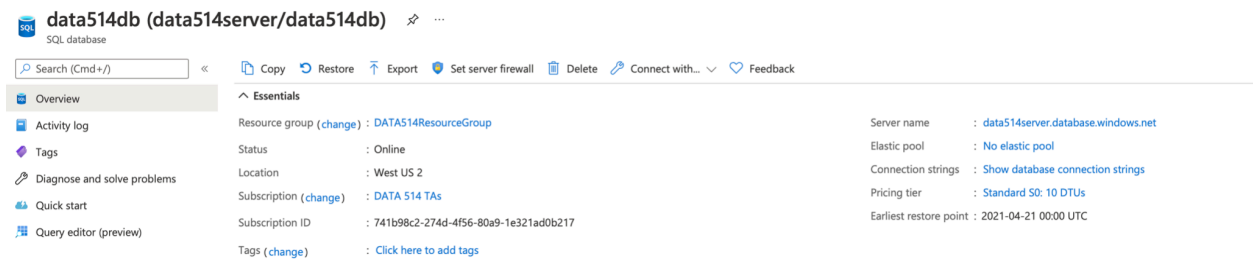 data514db (data514server/data514db) ...
SQL database
Search (Cmd+/) «
Copy Restore Export Set server firewall Delete Connect with... Feedback
Overview
Activity log
Tags
Diagnose and solve problems
Quick start
Query editor (preview)
Essentials
Resource group (change) : DATA514ResourceGroup
Status : Online
Location : West US 2
Subscription (change) : DATA 514 TAs
Subscription ID : 741b98c2-274d-4f56-80a9-1e321ad0b217
Tags (change) : Click here to add tags
Server name : data514server.database.windows.net
Elastic pool : No elastic pool
Connection strings : Show database connection strings
Pricing tier : Standard S0: 10 DTUs
Earliest restore point : 2021-04-21 00:00 UTC